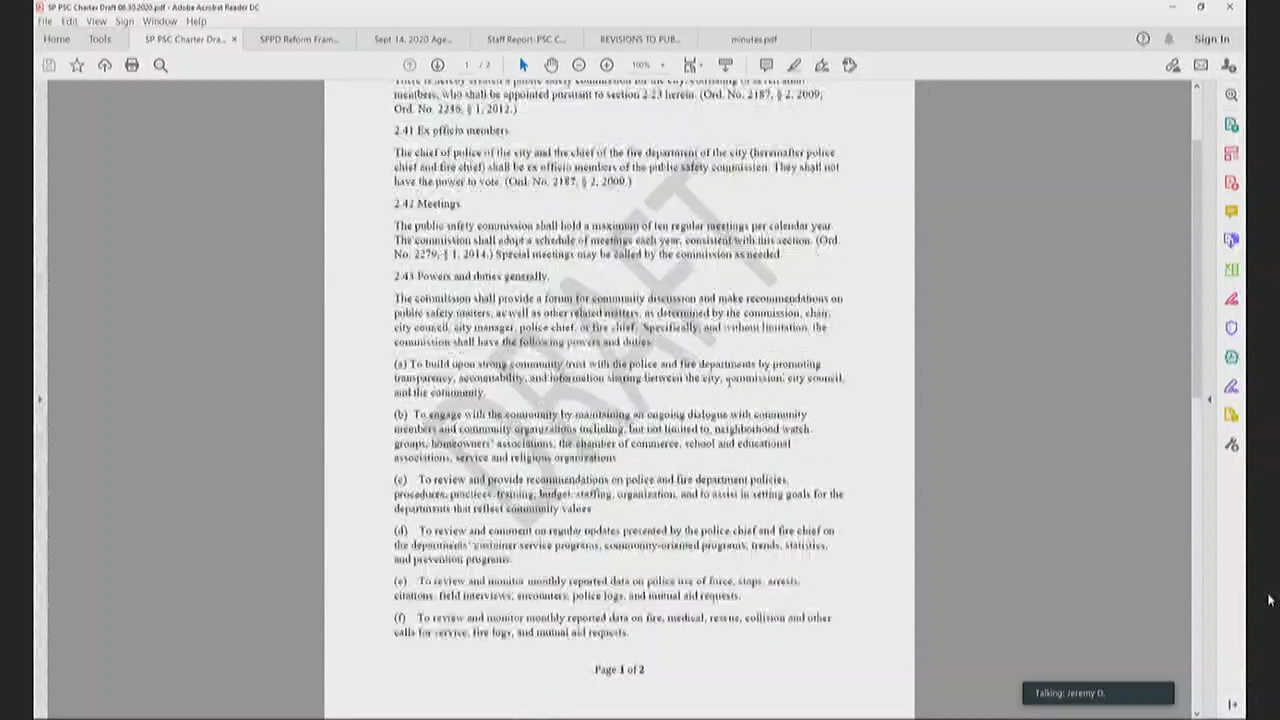 SP PSC Charter Draft 06.30.2020.pdf - Adobe Acrobat Reader DC
File Edit View Sign Window Help
Home Tools SP PSC Charter Dra... × SPPD Reform Fram... Sept 14, 2020 Age... Staff Report: PSC C... REVISIONS TO PUB... minutes.pdf Sign In
1 / 2 100%
members, who shall be appointed pursuant to section 2.23 herein. (Ord. No. 2187, § 2, 2009;
Ord. No. 2236, § 1, 2012.)
2.41 Ex officio members
The chief of police of the city and the chief of the fire department of the city (hereinafter police
chief and fire chief) shall be ex officio members of the public safety commission. They shall not
have the power to vote. (Ord. No. 2187, § 2, 2009.)
2.42 Meetings
The public safety commission shall hold a maximum of ten regular meetings per calendar year.
The commission shall adopt a schedule of meetings each year, consistent with this section. (Ord.
No. 2279, § 1, 2014.) Special meetings may be called by the commission as needed.
2.43 Powers and duties generally.
The commission shall provide a forum for community discussion and make recommendations on
public safety matters, as well as other related matters, as determined by the commission, chair,
city council, city manager, police chief, or fire chief. Specifically, and without limitation, the
commission shall have the following powers and duties:
(a) To build upon strong community trust with the police and fire departments by promoting
transparency, accountability, and information sharing between the city, commission, city council,
and the community.
(b) To engage with the community by maintaining an ongoing dialogue with community
members and community organizations including, but not limited to, neighborhood watch
groups, homeowners' associations, the chamber of commerce, school and educational
associations, service and religious organizations
(c) To review and provide recommendations on police and fire department policies,
procedures, practices, training, budget, staffing, organization, and to assist in setting goals for the
departments that reflect community values
(d) To review and comment on regular updates presented by the police chief and fire chief on
the departments' customer service programs, community-oriented programs, trends, statistics,
and prevention programs.
(e) To review and monitor monthly reported data on police use of force, stops, arrests,
citations, field interviews, encounters, police logs, and mutual aid requests.
(f) To review and monitor monthly reported data on fire, medical, rescue, collision and other
calls for service, fire logs, and mutual aid requests.
Page 1 of 2
DRAFT
Talking: Jeremy D.